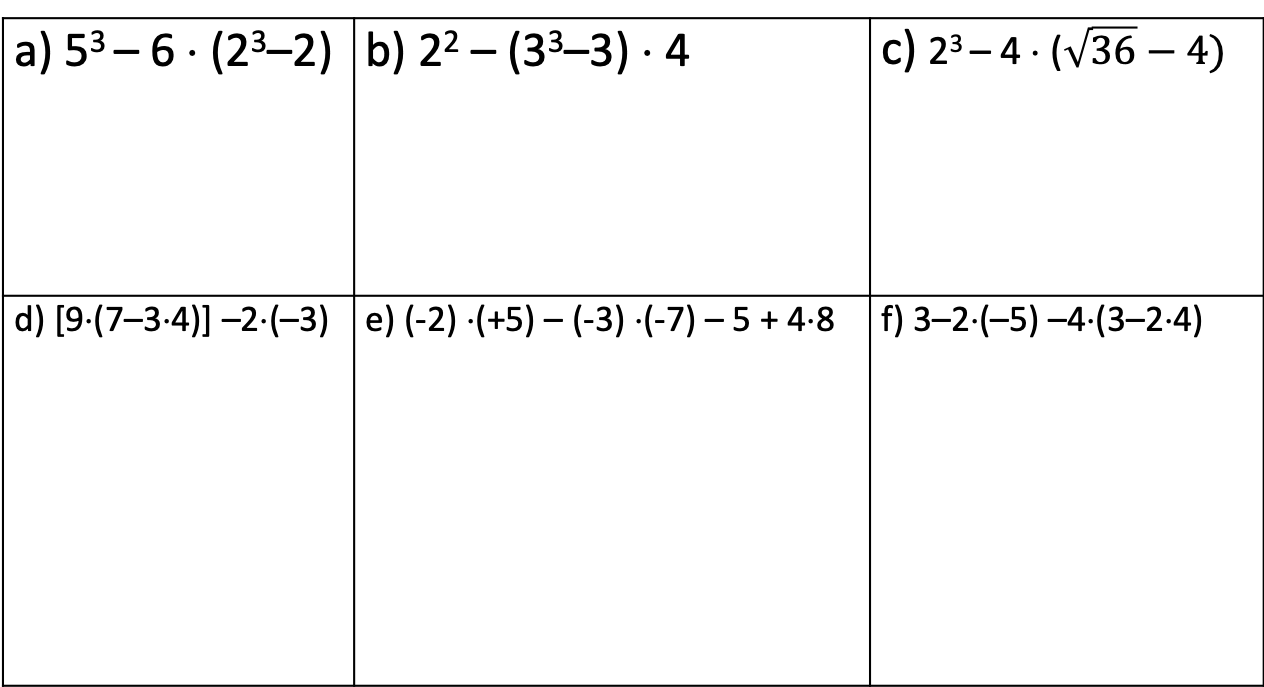 a) 5³ – 6 · (2³–2)
b) 2² – (3³–3) · 4
c) 2³ – 4 · (√36 − 4)
d) [9·(7–3·4)] –2·(–3)
e) (-2) ·(+5) – (-3) ·(-7) – 5 + 4·8
f) 3–2·(–5) –4·(3–2·4)